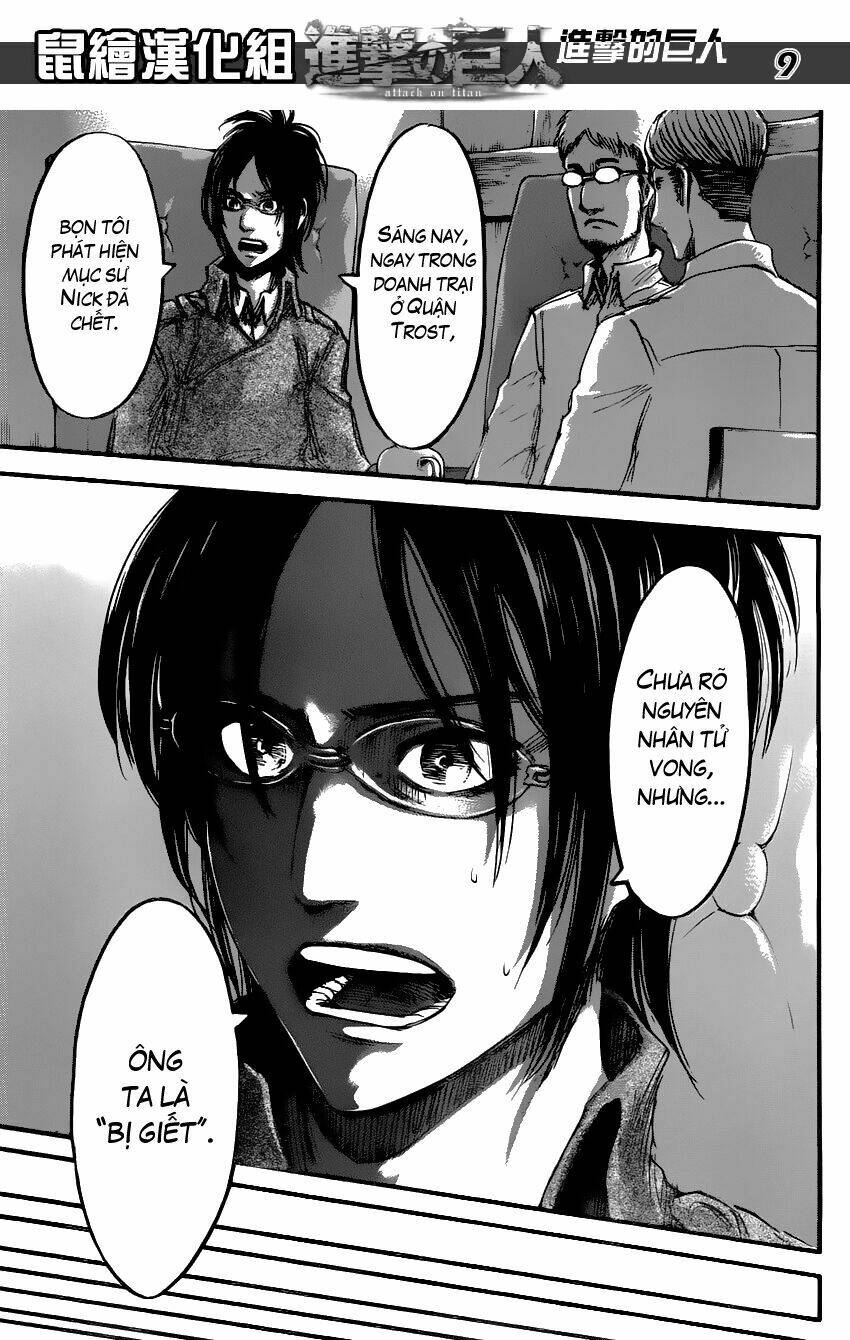 鼠繪漢化組 進撃の巨人 進擊的巨人 9
attack on titan
SÁNG NAY,
NGAY TRONG
DOANH TRẠI
Ở QUẬN
TROST,
BỌN TÔI
PHÁT HIỆN
MỤC SƯ
NICK ĐÃ
CHẾT.
CHƯA RÕ
NGUYÊN
NHÂN TỬ
VONG,
NHƯNG...
ÔNG
TA LÀ
"BỊ GIẾT".